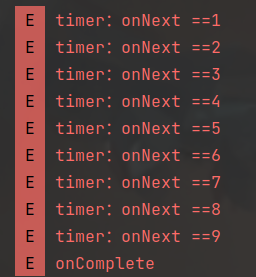 E timer: onNext ==1
E timer: onNext ==2
E timer: onNext ==3
E timer: onNext ==4
E timer: onNext ==5
E timer: onNext ==6
E timer: onNext ==7
E timer: onNext ==8
E timer: onNext ==9
E onComplete